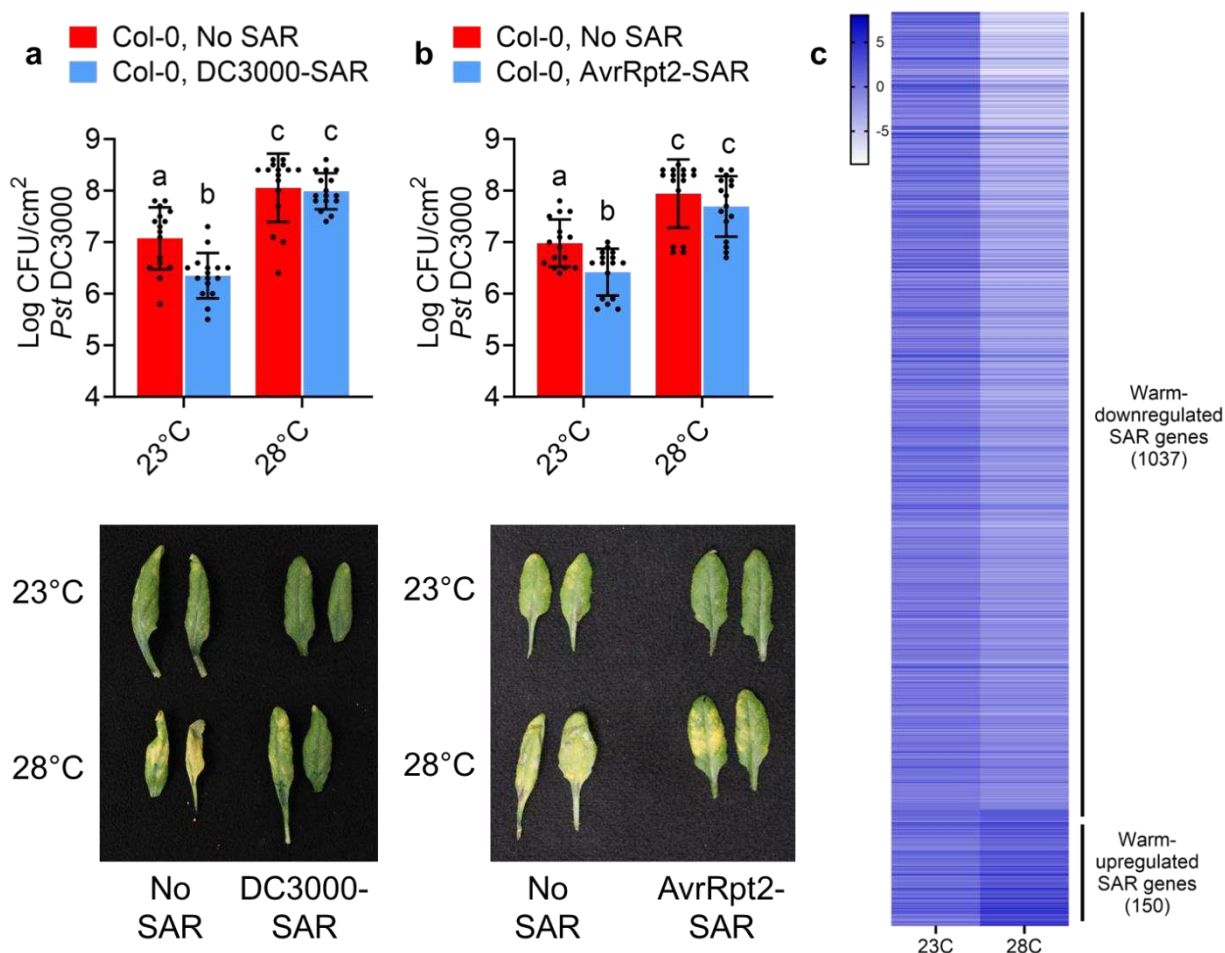 a
Col-0, No SAR
Col-0, DC3000-SAR
Log CFU/cm²
Pst DC3000
9
8
7
6
5
4
a
b
c
c
23°C
28°C
b
Col-0, No SAR
Col-0, AvrRpt2-SAR
Log CFU/cm²
Pst DC3000
9
8
7
6
5
4
a
b
c
c
23°C
28°C
23°C
28°C
No
SAR
DC3000-
SAR
23°C
28°C
No
SAR
AvrRpt2-
SAR
c
5
0
-5
Warm-
downregulated
SAR genes
(1037)
Warm-
upregulated
SAR genes
(150)
23C
28C